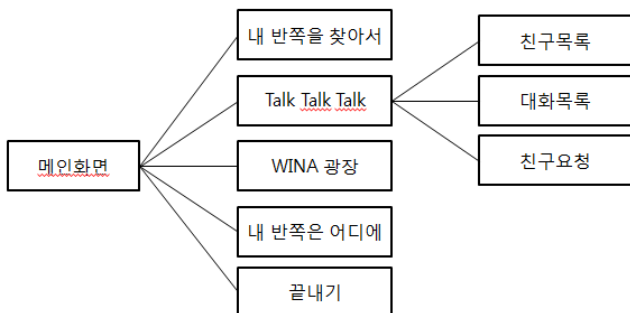 메인화면
내 반쪽을 찾아서
Talk Talk Talk
WINA 광장
내 반쪽은 어디에
끝내기
친구목록
대화목록
친구요청